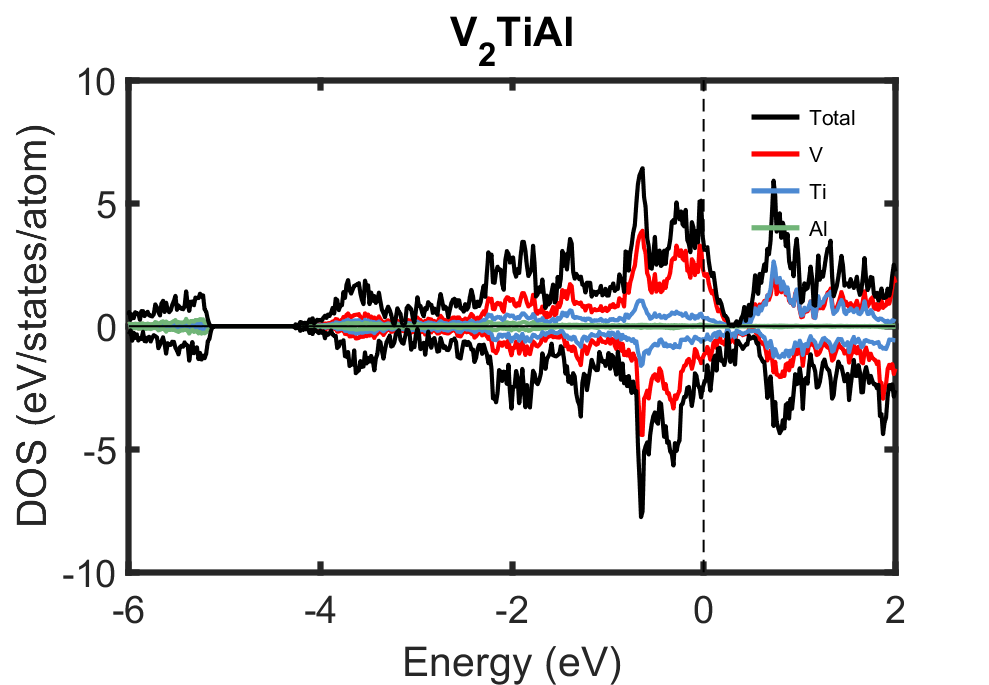 V2TiAl
DOS (eV/states/atom)
10
5
0
-5
-10
Total
V
Ti
Al
-6
-4
-2
0
2
Energy (eV)